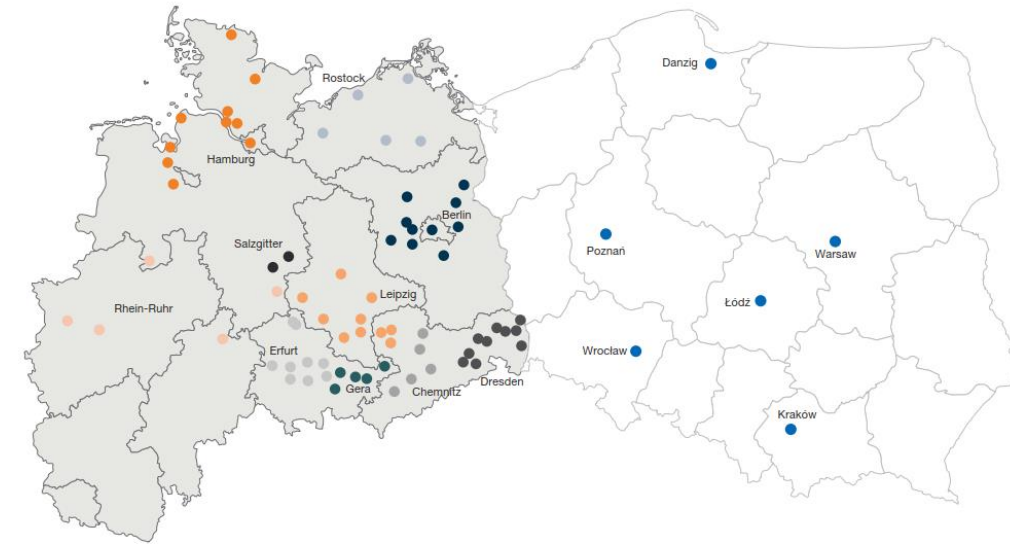 Danzig
Rostock
Hamburg
Berlin
Salzgitter
Poznań
Warsaw
Leipzig
Łódź
Rhein-Ruhr
Erfurt
Wrocław
Dresden
Gera
Chemnitz
Kraków